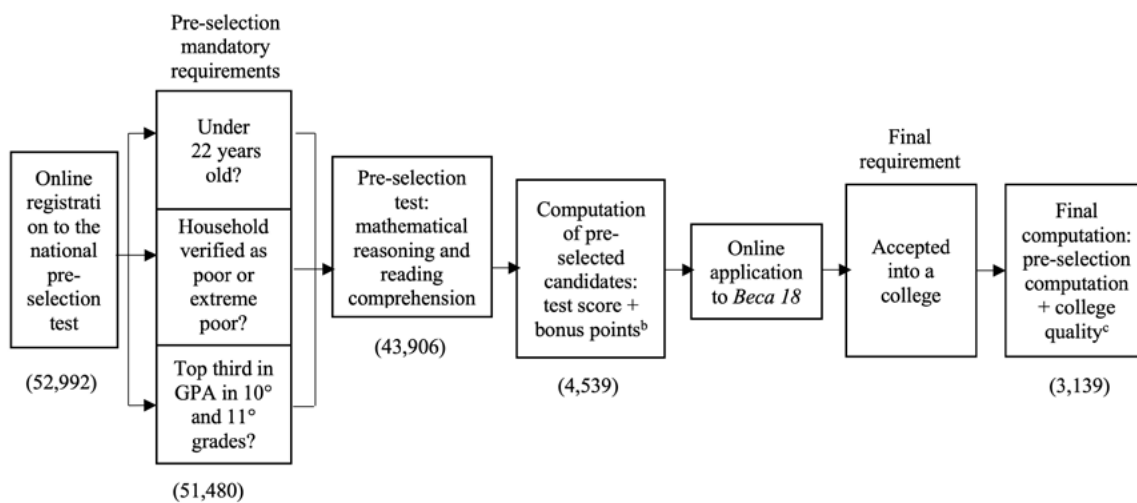 Pre-selection
mandatory
requirements
Online
registrati
on to the
national
pre-
selection
test
(52,992)
Under
22 years
old?
Household
verified as
poor or
extreme
poor?
Top third in
GPA in 10°
and 11°
grades?
(51,480)
Pre-selection
test:
mathematical
reasoning and
reading
comprehension
(43,906)
Computation
of pre-
selected
candidates:
test score +
bonus pointsᵇ
(4,539)
Online
application
to Beca 18
Final
requirement
Accepted
into a
college
Final
computation:
pre-selection
computation
+ college
qualityᶜ
(3,139)